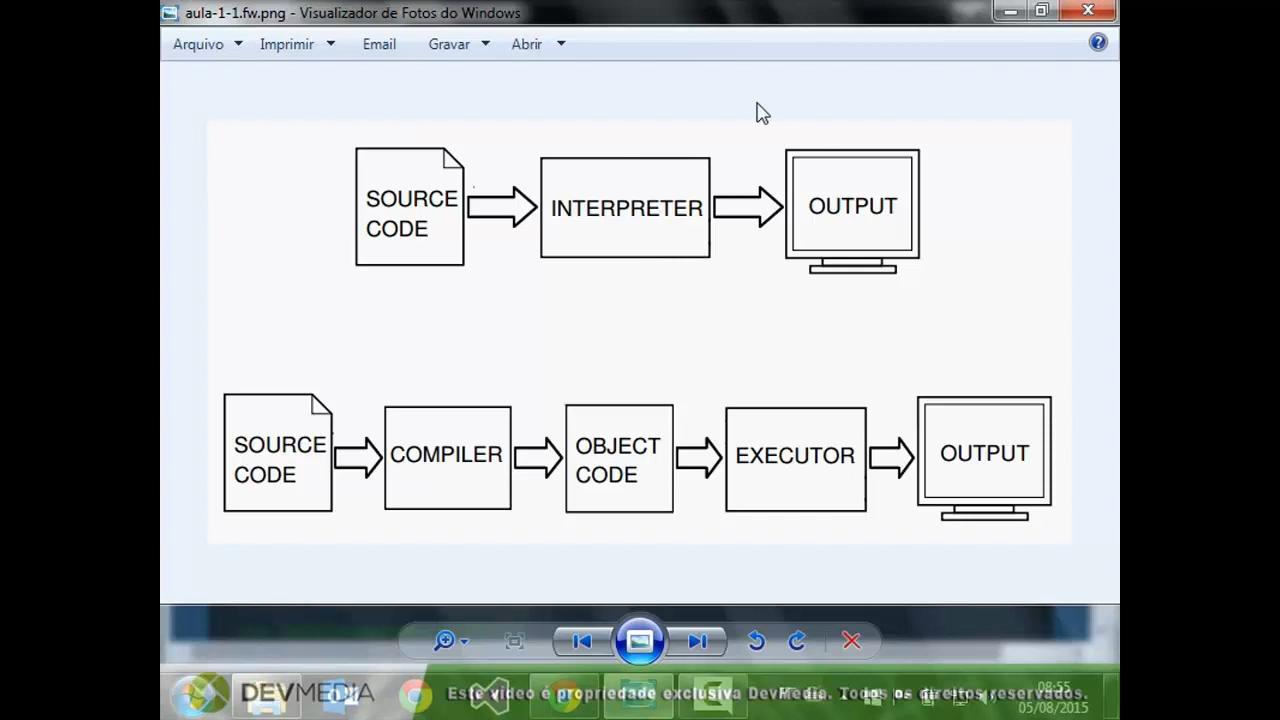 aula-1-1.fw.png - Visualizador de Fotos do Windows
Arquivo Imprimir Email Gravar Abrir
SOURCE
CODE
INTERPRETER
OUTPUT
SOURCE
CODE
COMPILER
OBJECT
CODE
EXECUTOR
OUTPUT
DEVMEDIA
Este vídeo é propriedade exclusiva DevMedia. Todos os direitos reservados.
08:55
05/08/2015